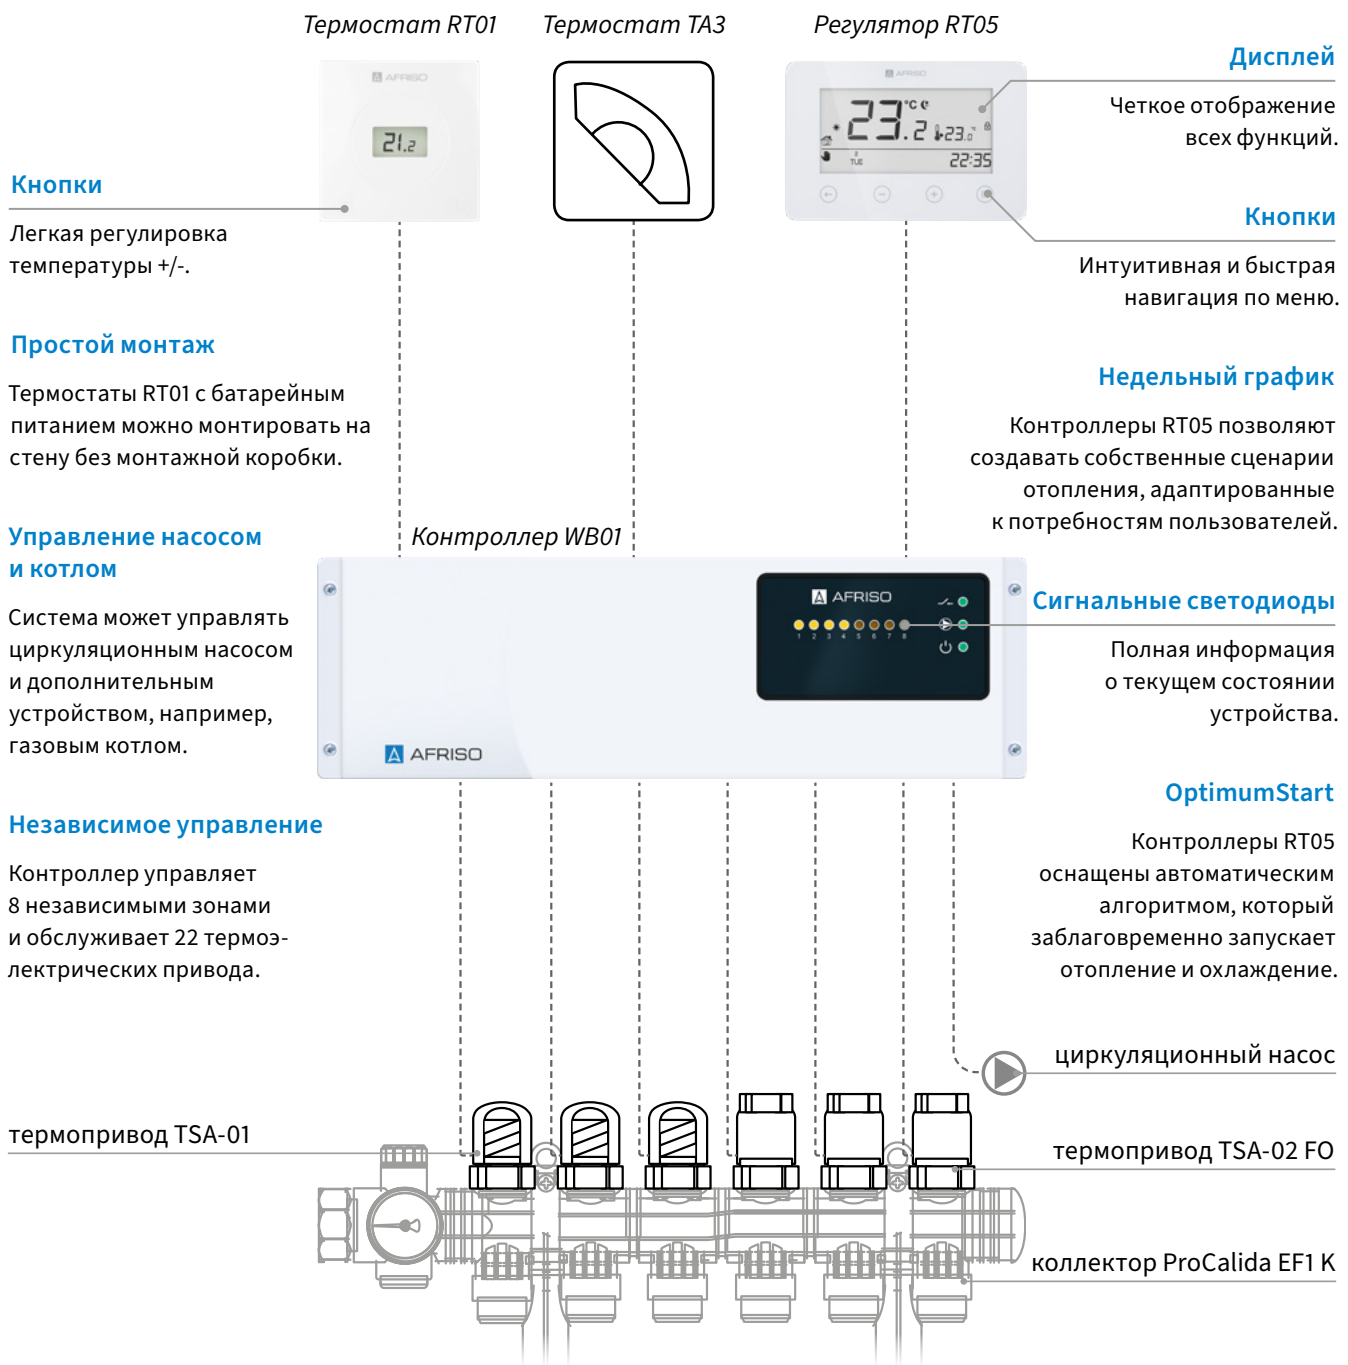 Термостат RT01
Термостат TA3
Регулятор RT05
AFRISO
21.2
AFRISO
23.2
°C
23.0°
2
TUE
22:35
Дисплей
Четкое отображение
всех функций.
Кнопки
Легкая регулировка
температуры +/-.
Кнопки
Интуитивная и быстрая
навигация по меню.
Простой монтаж
Термостаты RT01 с батарейным
питанием можно монтировать на
стену без монтажной коробки.
Недельный график
Контроллеры RT05 позволяют
создавать собственные сценарии
отопления, адаптированные
к потребностям пользователей.
Управление насосом
и котлом
Система может управлять
циркуляционным насосом
и дополнительным
устройством, например,
газовым котлом.
Контроллер WB01
AFRISO
1 2 3 4 5 6 7 8
AFRISO
Сигнальные светодиоды
Полная информация
о текущем состоянии
устройства.
Независимое управление
Контроллер управляет
8 независимыми зонами
и обслуживает 22 термоэ-
лектрических привода.
OptimumStart
Контроллеры RT05
оснащены автоматическим
алгоритмом, который
заблаговременно запускает
отопление и охлаждение.
циркуляционный насос
термопривод TSA-01
термопривод TSA-02 FO
коллектор ProCalida EF1 K